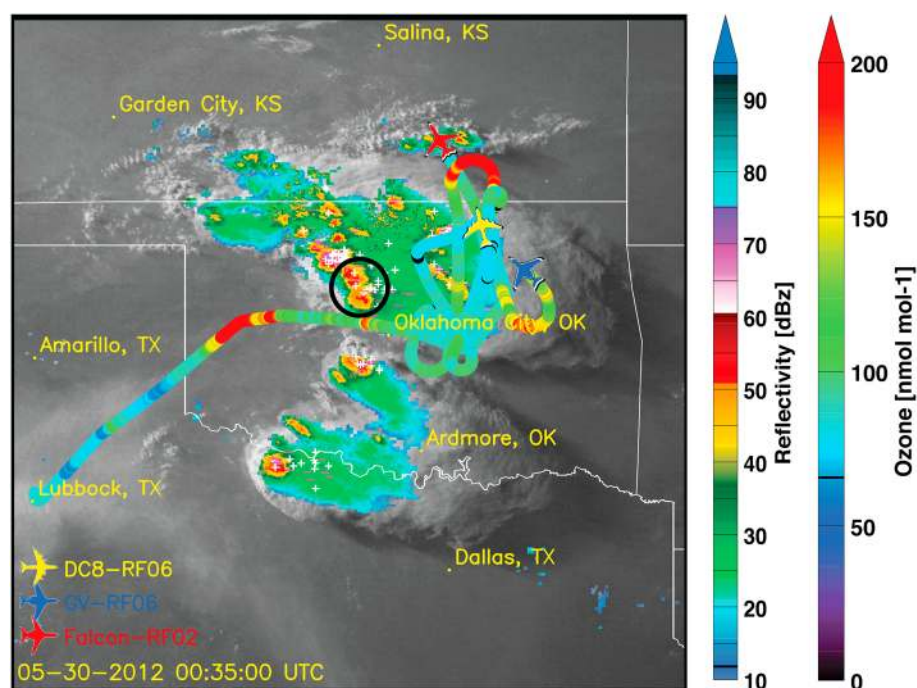 Salina, KS
Garden City, KS
Oklahoma City, OK
Amarillo, TX
Ardmore, OK
Lubbock, TX
Dallas, TX
DC8-RF06
GV-RF06
Falcon-RF02
05-30-2012 00:35:00 UTC
90
80
70
60
50
40
30
20
10
Reflectivity [dBz]
200
150
100
50
0
Ozone [nmol mol-1]